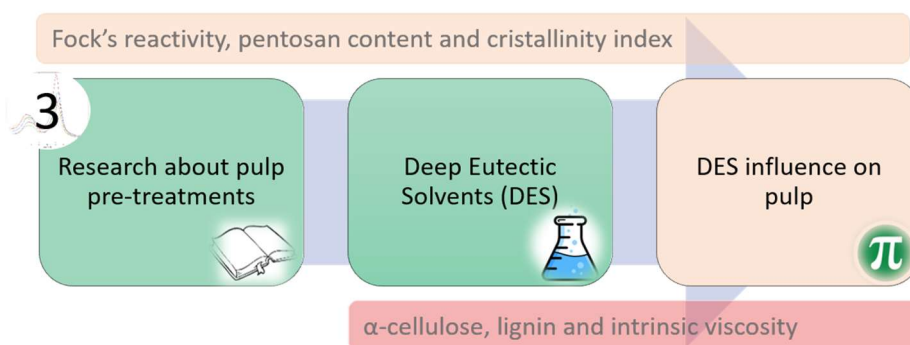 Fock's reactivity, pentosan content and cristallinity index
3
Research about pulp
pre-treatments
Deep Eutectic
Solvents (DES)
DES influence on
pulp
π
α-cellulose, lignin and intrinsic viscosity